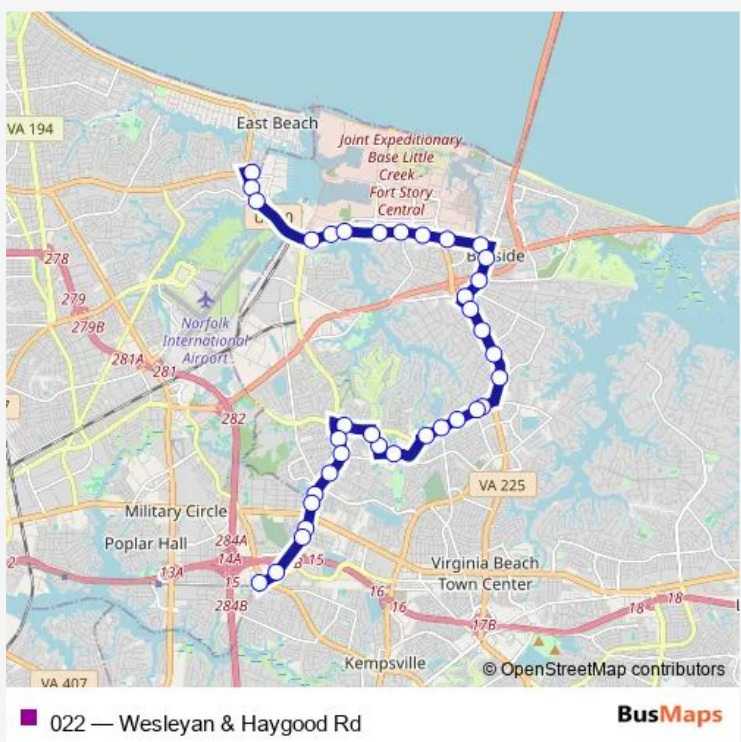 VA 194
East Beach
Joint Expeditionary
Base Little
Creek -
Fort Story
Central
278
279
279B
Norfolk
International
Airport
281A
281
282
VA 225
Military Circle
284A
Poplar Hall
14A
15
13A
15
284B
Virginia Beach
Town Center
16
16
17B
18
18
Kempsville
© OpenStreetMap contributors
VA 407
022 — Wesleyan & Haygood Rd
BusMaps